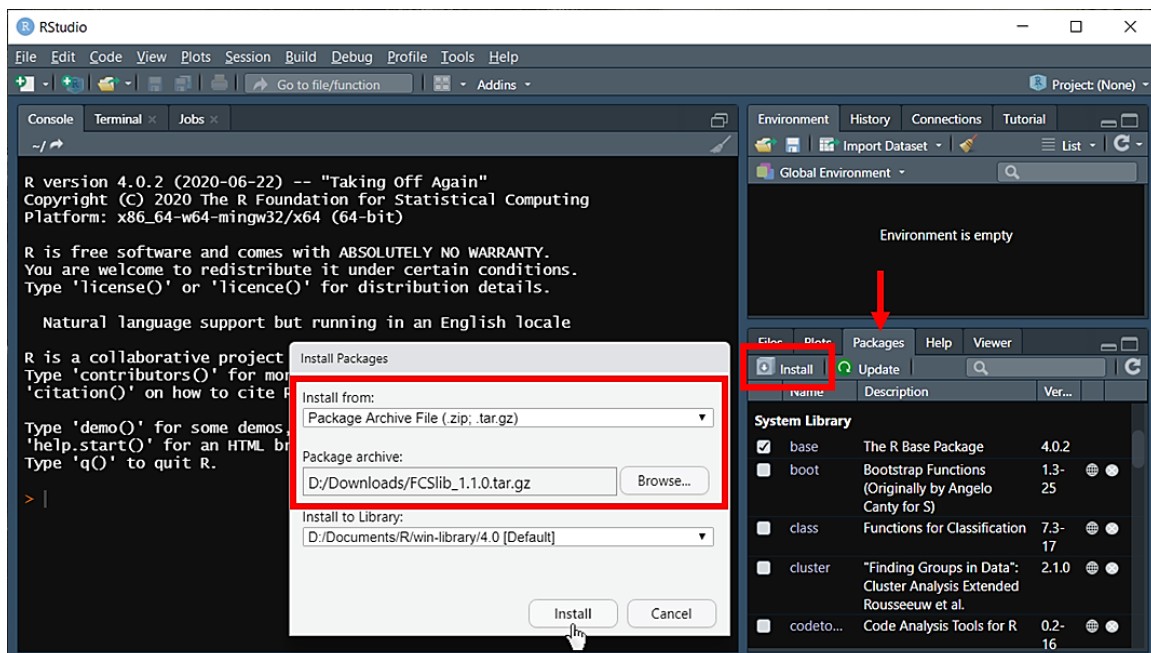 RStudio
File Edit Code View Plots Session Build Debug Profile Tools Help
Go to file/function Addins Project: (None)
Console Terminal Jobs
~/
R version 4.0.2 (2020-06-22) -- "Taking Off Again"
Copyright (C) 2020 The R Foundation for Statistical Computing
Platform: x86_64-w64-mingw32/x64 (64-bit)
R is free software and comes with ABSOLUTELY NO WARRANTY.
You are welcome to redistribute it under certain conditions.
Type 'license()' or 'licence()' for distribution details.
Natural language support but running in an English locale
R is a collaborative project
Type 'contributors()' for mor
'citation()' on how to cite R
Type 'demo()' for some demos,
'help.start()' for an HTML br
Type 'q()' to quit R.
>
Install Packages
Install from:
Package Archive File (.zip; .tar.gz)
Package archive:
D:/Downloads/FCSlib_1.1.0.tar.gz Browse...
Install to Library:
D:/Documents/R/win-library/4.0 [Default]
Install Cancel
Environment History Connections Tutorial
Import Dataset List
Global Environment
Environment is empty
Files Plots Packages Help Viewer
Install Update
Name Description Ver...
System Library
base The R Base Package 4.0.2
boot Bootstrap Functions 1.3-
(Originally by Angelo 25
Canty for S)
class Functions for Classification 7.3-
17
cluster "Finding Groups in Data": 2.1.0
Cluster Analysis Extended
Rousseeuw et al.
codeto... Code Analysis Tools for R 0.2-
16